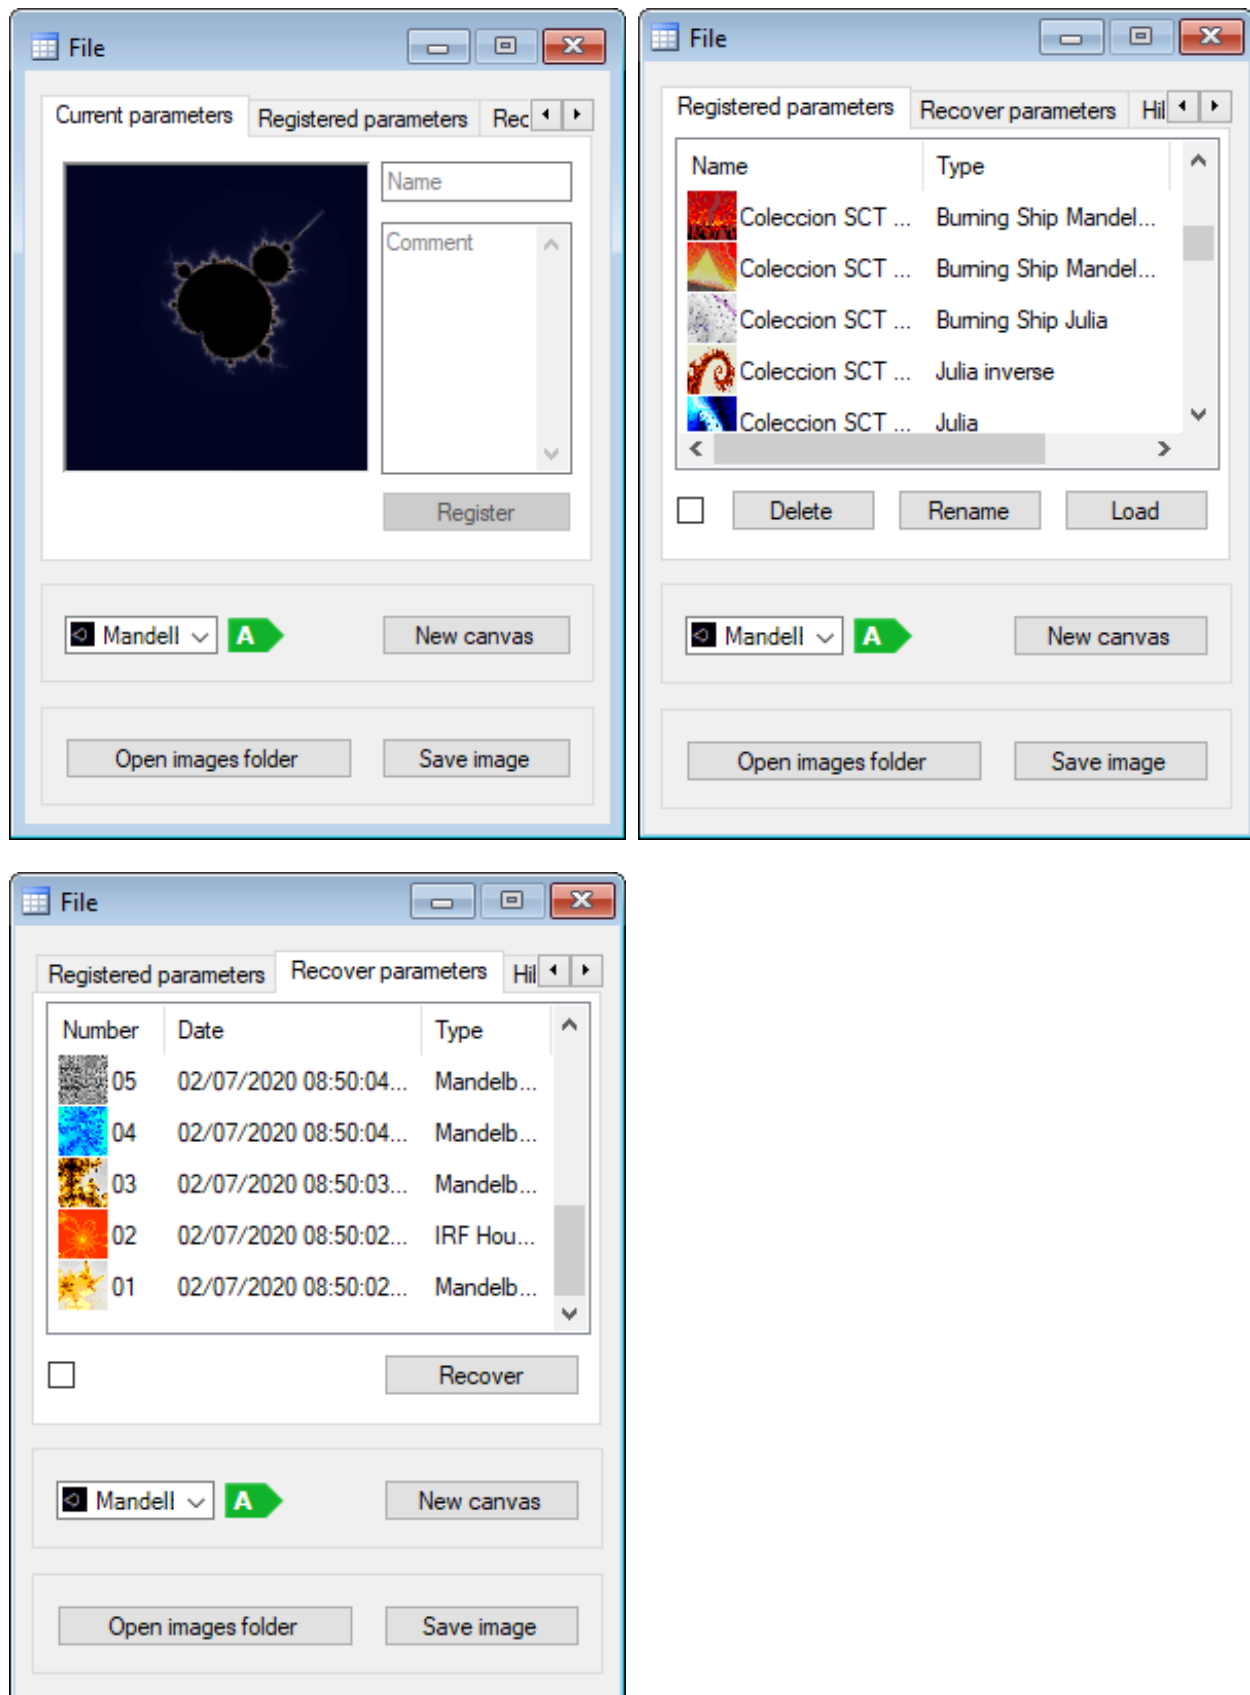 File
Current parameters Registered parameters Rec
Name
Comment
Register
Mandell A New canvas
Open images folder Save image
File
Registered parameters Recover parameters Hil
Name Type
Coleccion SCT ... Burning Ship Mandel...
Coleccion SCT ... Burning Ship Mandel...
Coleccion SCT ... Burning Ship Julia
Coleccion SCT ... Julia inverse
Coleccion SCT ... Julia
Delete Rename Load
Mandell A New canvas
Open images folder Save image
File
Registered parameters Recover parameters Hil
Number Date Type
05 02/07/2020 08:50:04... Mandelb...
04 02/07/2020 08:50:04... Mandelb...
03 02/07/2020 08:50:03... Mandelb...
02 02/07/2020 08:50:02... IRF Hou...
01 02/07/2020 08:50:02... Mandelb...
Recover
Mandell A New canvas
Open images folder Save image